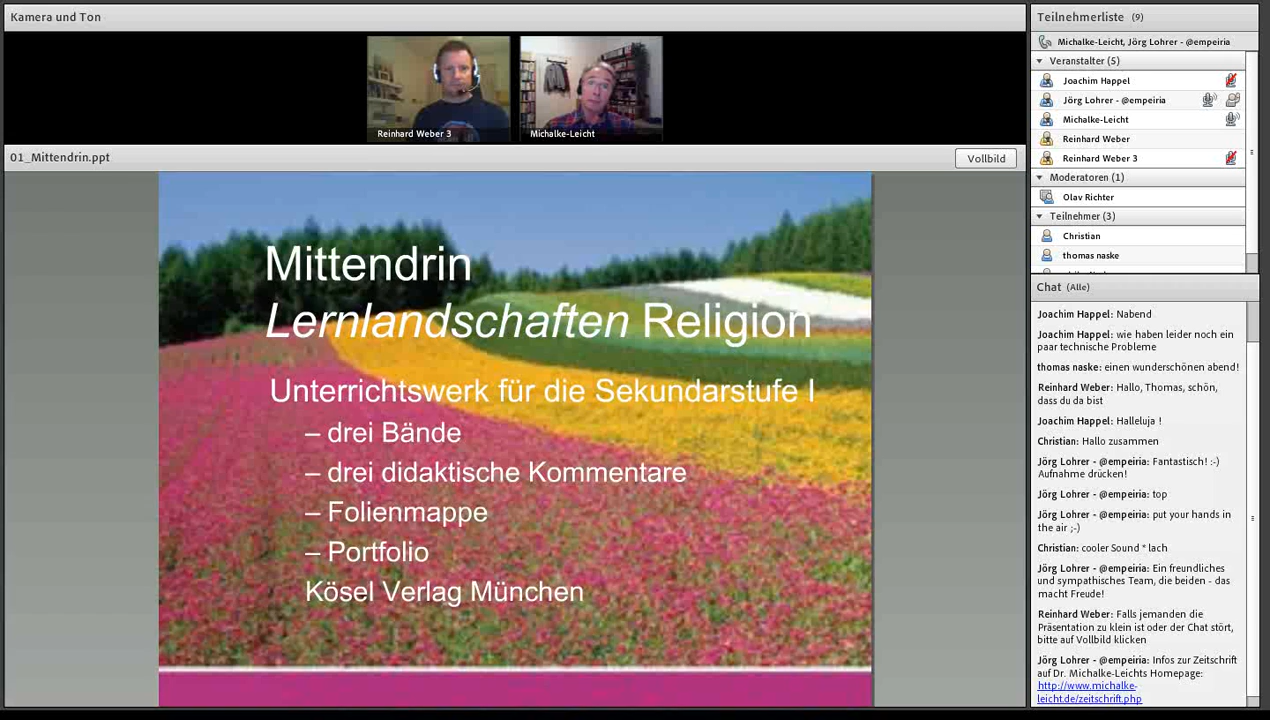 Kamera und Ton
Reinhard Weber 3
Michalke-Leicht
01_Mittendrin.ppt
Vollbild
Mittendrin
Lernlandschaften Religion
Unterrichtswerk für die Sekundarstufe I
– drei Bände
– drei didaktische Kommentare
– Folienmappe
– Portfolio
Kösel Verlag München
Teilnehmerliste (9)
Michalke-Leicht, Jörg Lohrer - @empeiria
Veranstalter (5)
Joachim Happel
Jörg Lohrer - @empeiria
Michalke-Leicht
Reinhard Weber
Reinhard Weber 3
Moderatoren (1)
Olav Richter
Teilnehmer (3)
Christian
thomas naske
Chat (Alle)
Joachim Happel: Nabend
Joachim Happel: wie haben leider noch ein
paar technische Probleme
thomas naske: einen wunderschönen abend!
Reinhard Weber: Hallo, Thomas, schön,
dass du da bist
Joachim Happel: Halleluja !
Christian: Hallo zusammen
Jörg Lohrer - @empeiria: Fantastisch! :-)
Aufnahme drücken!
Jörg Lohrer - @empeiria: top
Jörg Lohrer - @empeiria: put your hands in
the air ;-)
Christian: cooler Sound * lach
Jörg Lohrer - @empeiria: Ein freundliches
und sympathisches Team, die beiden - das
macht Freude!
Reinhard Weber: Falls jemanden die
Präsentation zu klein ist oder der Chat stört,
bitte auf Vollbild klicken
Jörg Lohrer - @empeiria: Infos zur Zeitschrift
auf Dr. Michalke-Leichts Homepage:
http://www.michalke-
leicht.de/zeitschrift.php